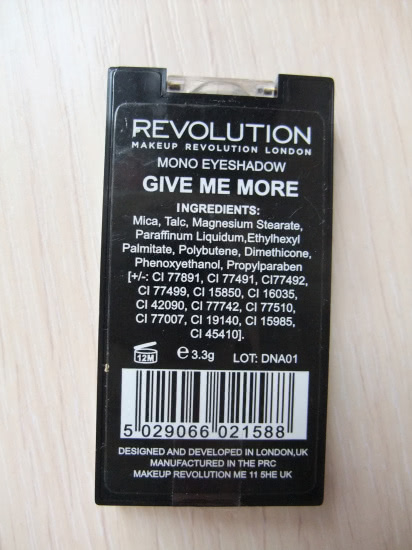 REVOLUTION
MAKEUP REVOLUTION LONDON
MONO EYESHADOW
GIVE ME MORE
INGREDIENTS:
Mica, Talc, Magnesium Stearate,
Paraffinum Liquidum,Ethylhexyl
Palmitate, Polybutene, Dimethicone,
Phenoxyethanol, Propylparaben
[+/-: CI 77891, CI 77491, CI77492,
CI 77499, CI 15850, CI 16035,
CI 42090, CI 77742, CI 77510,
CI 77007, CI 19140, CI 15985,
CI 45410].
12M ℮ 3.3g LOT: DNA01
5 029066 021588
DESIGNED AND DEVELOPED IN LONDON,UK
MANUFACTURED IN THE PRC
MAKEUP REVOLUTION ME 11 5HE UK